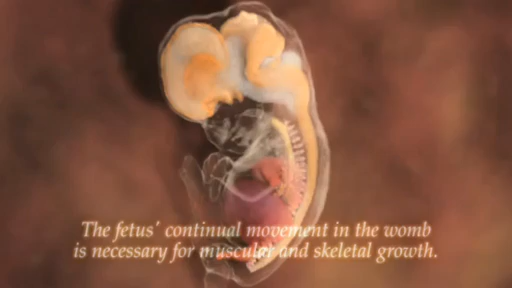 The fetus' continual movement in the womb
is necessary for muscular and skeletal growth.